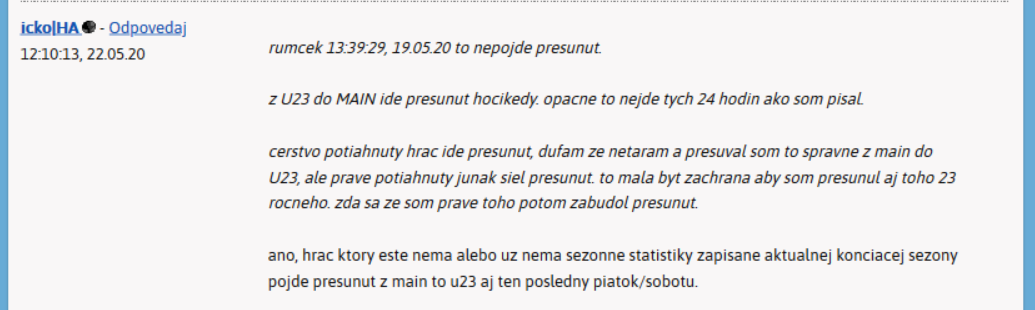 icko|HA - Odpovedaj
12:10:13, 22.05.20
rumcek 13:39:29, 19.05.20 to nepojde presunut.
z U23 do MAIN ide presunut hocikedy. opacne to nejde tych 24 hodin ako som pisal.
cerstvo potiahnuty hrac ide presunut, dufam ze netaram a presuval som to spravne z main do
U23, ale prave potiahnuty junak siel presunut. to mala byt zachrana aby som presunul aj toho 23
rocneho. zda sa ze som prave toho potom zabudol presunut.
ano, hrac ktory este nema alebo uz nema sezonne statistiky zapisane aktualnej konciacej sezony
pojde presunut z main to u23 aj ten posledny piatok/sobotu.